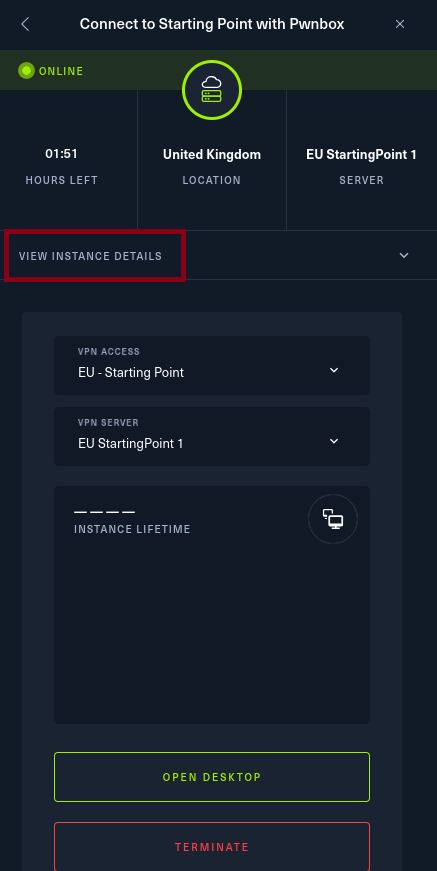 Connect to Starting Point with Pwnbox
ONLINE
01:51
HOURS LEFT
United Kingdom
LOCATION
EU StartingPoint 1
SERVER
VIEW INSTANCE DETAILS
VPN ACCESS
EU - Starting Point
VPN SERVER
EU StartingPoint 1
— — — —
INSTANCE LIFETIME
OPEN DESKTOP
TERMINATE